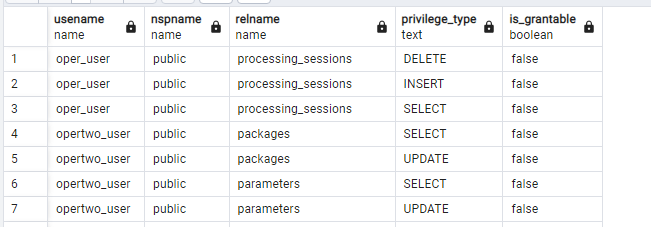 usename nspname relname privilege_type is_grantable
name name name text boolean
1 oper_user public processing_sessions DELETE false
2 oper_user public processing_sessions INSERT false
3 oper_user public processing_sessions SELECT false
4 opertwo_user public packages SELECT false
5 opertwo_user public packages UPDATE false
6 opertwo_user public parameters SELECT false
7 opertwo_user public parameters UPDATE false